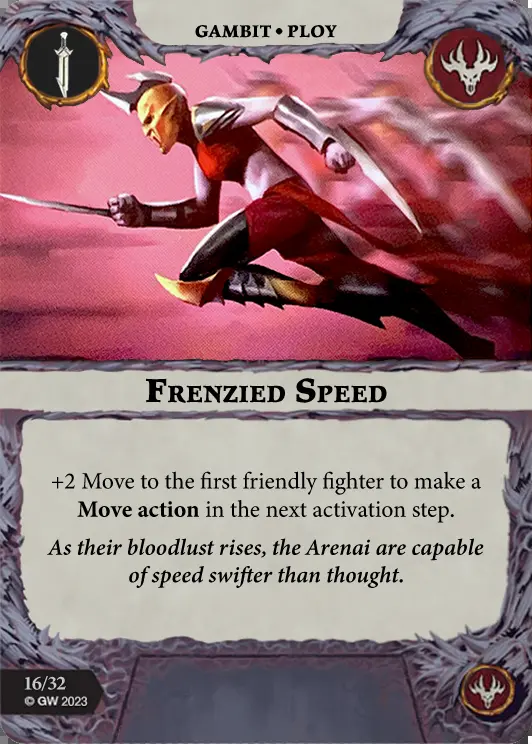 GAMBIT • PLOY
FRENZIED SPEED
+2 Move to the first friendly fighter to make a
Move action in the next activation step.
As their bloodlust rises, the Arenai are capable
of speed swifter than thought.
16/32
© GW 2023